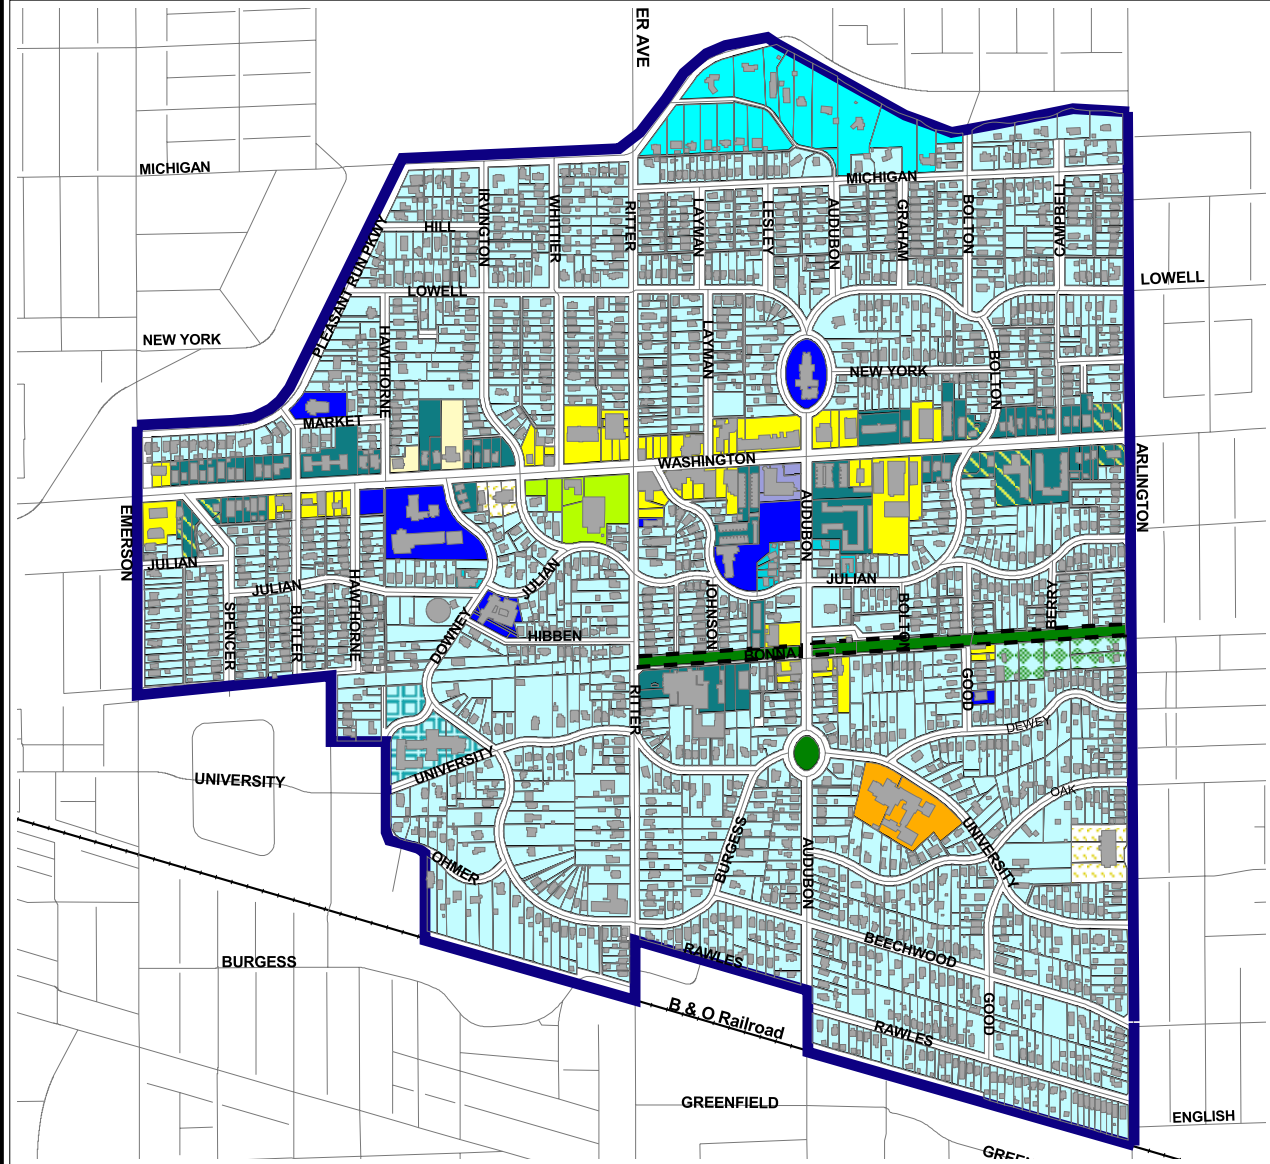 ER AVE
MICHIGAN
MICHIGAN
IRVINGTON
WHITTIER
RITTER
LAYMAN
LESLEY
AUDUBON
GRAHAM
BOLTON
CAMPBELL
HILL
PLEASANT RUN PKWY
LOWELL
LOWELL
NEW YORK
HAWTHORNE
LAYMAN
NEW YORK
BOLTON
MARKET
WASHINGTON
ARLINGTON
EMERSON
AUDUBON
JULIAN
JULIAN
JULIAN
JULIAN
SPENCER
BUTLER
HAWTHORNE
DOWNEY
HIBBEN
JOHNSON
BOLTON
BERRY
BONNA
RITTER
GOOD
DEWEY
UNIVERSITY
UNIVERSITY
OAK
OHMER
BURGESS
AUDUBON
UNIVERSITY
BURGESS
RAWLES
BEECHWOOD
B & O Railroad
RAWLES
GOOD
GREENFIELD
ENGLISH